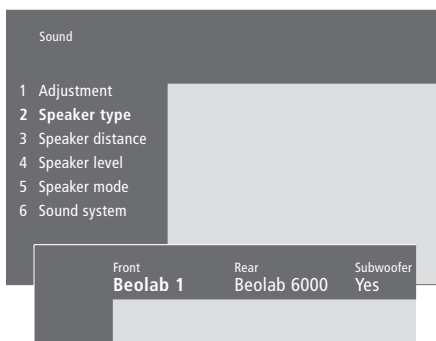 Sound
1 Adjustment
2 Speaker type
3 Speaker distance
4 Speaker level
5 Speaker mode
6 Sound system
Front Rear Subwoofer
Beolab 1 Beolab 6000 Yes